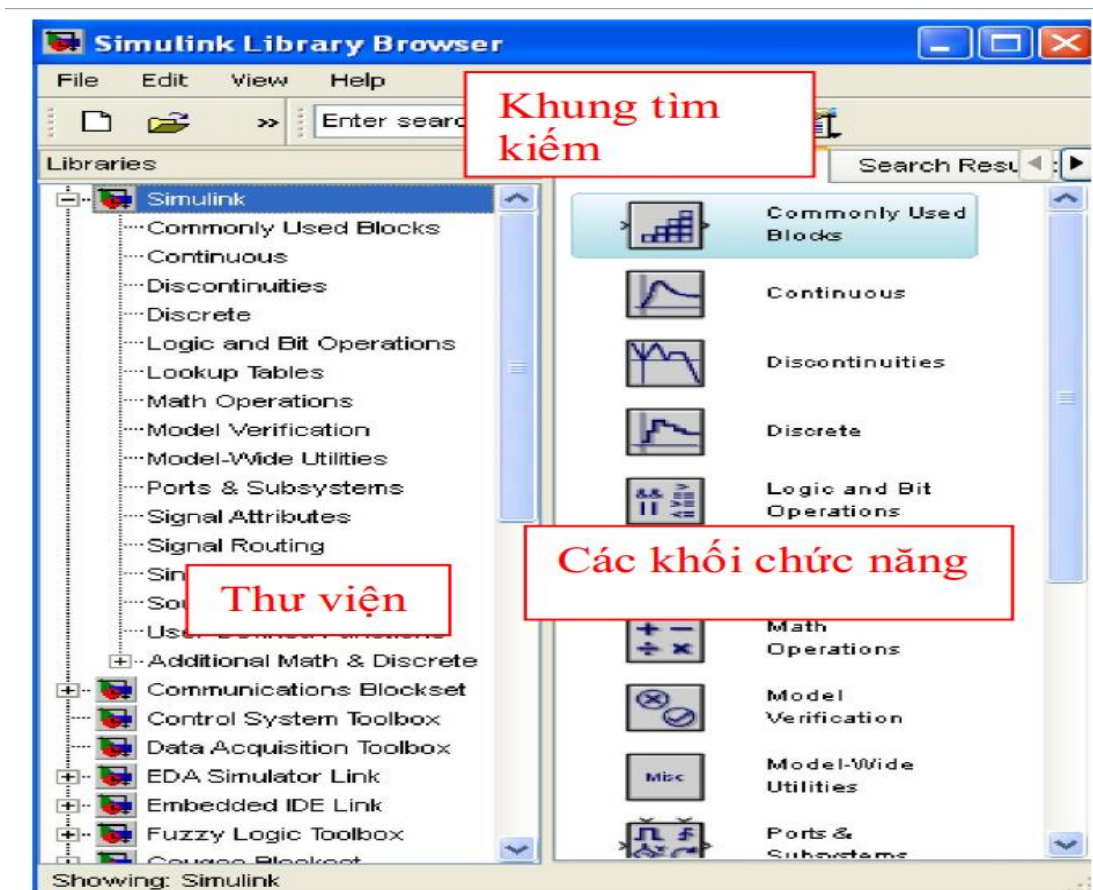 Simulink Library Browser
File Edit View Help
» Enter searc
Khung tìm
kiếm
Libraries
Search Resu
Simulink
Commonly Used Blocks
Continuous
Discontinuities
Discrete
Logic and Bit Operations
Lookup Tables
Math Operations
Model Verification
Model-Wide Utilities
Ports & Subsystems
Signal Attributes
Signal Routing
Thư viện
Additional Math & Discrete
Communications Blockset
Control System Toolbox
Data Acquisition Toolbox
EDA Simulator Link
Embedded IDE Link
Fuzzy Logic Toolbox
Commonly Used
Blocks
Continuous
Discontinuities
Discrete
Logic and Bit
Operations
Các khối chức năng
Math
Operations
Model
Verification
Misc
Model-Wide
Utilities
Ports &
Subsystems
Showing: Simulink